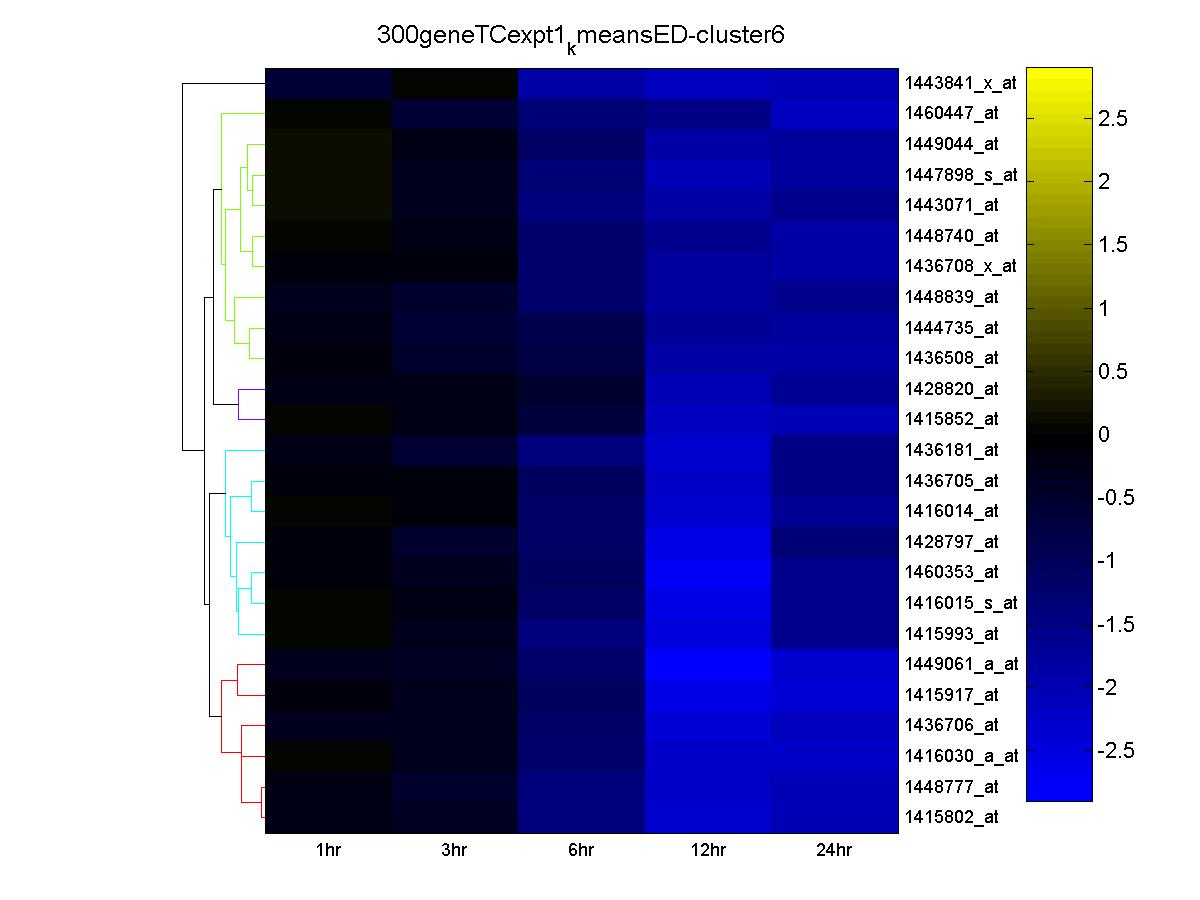 300geneTCexpt1kmeansED-cluster6
1443841_x_at
1460447_at
1449044_at
1447898_s_at
1443071_at
1448740_at
1436708_x_at
1448839_at
1444735_at
1436508_at
1428820_at
1415852_at
1436181_at
1436705_at
1416014_at
1428797_at
1460353_at
1416015_s_at
1415993_at
1449061_a_at
1415917_at
1436706_at
1416030_a_at
1448777_at
1415802_at
2.5
2
1.5
1
0.5
0
-0.5
-1
-1.5
-2
-2.5
1hr 3hr 6hr 12hr 24hr